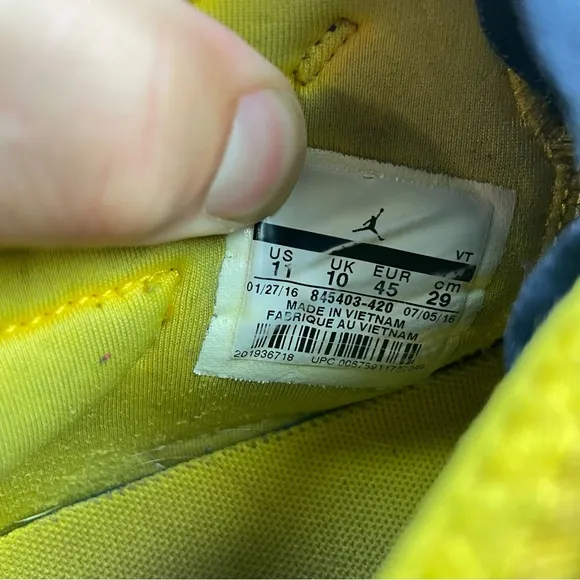 VT
US UK EUR cm
11 10 45 29
01/27/16 845403-420 07/05/16
MADE IN VIETNAM
FABRIQUE AU VIETNAM
201936718 UPC